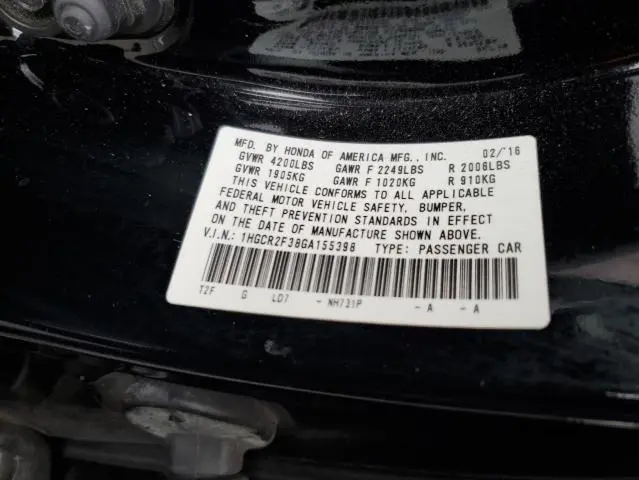 MFD. BY HONDA OF AMERICA MFG., INC. 02/'16
GVWR 4200LBS GAWR F 2249LBS R 2006LBS
GVWR 1905KG GAWR F 1020KG R 910KG
THIS VEHICLE CONFORMS TO ALL APPLICABLE
FEDERAL MOTOR VEHICLE SAFETY, BUMPER,
AND THEFT PREVENTION STANDARDS IN EFFECT
ON THE DATE OF MANUFACTURE SHOWN ABOVE.
V.I.N.: 1HGCR2F38GA155398 TYPE: PASSENGER CAR
T2F G LD7 - NH731P - A - A